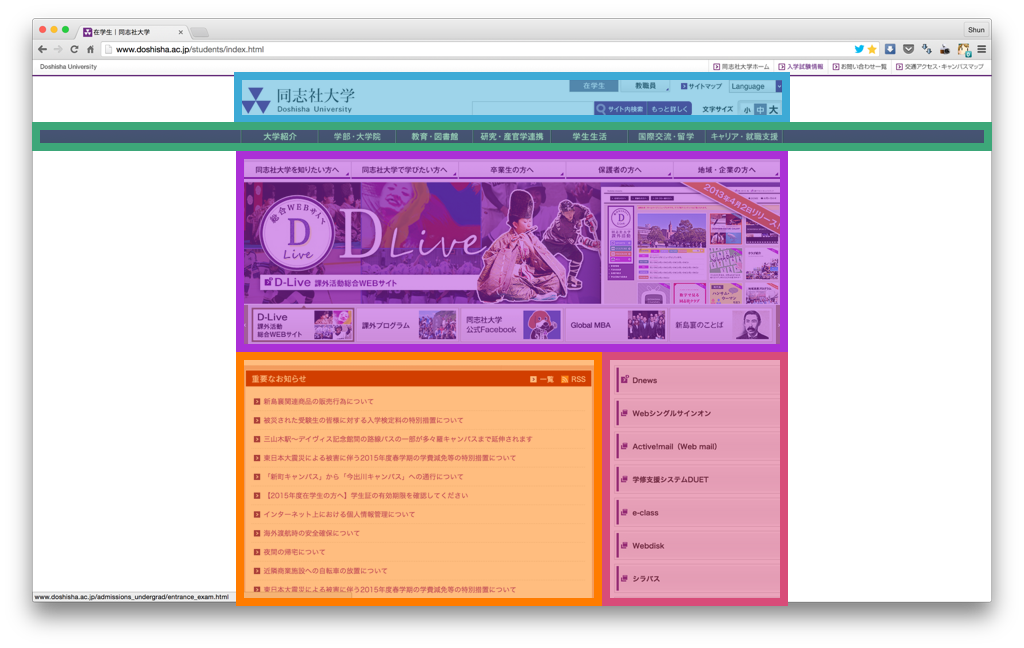 在学生 | 同志社大学
Shun
www.doshisha.ac.jp/students/index.html
Doshisha University
同志社大学ホーム 入学試験情報 お問い合わせ一覧 交通アクセス・キャンパスマップ
在学生 教職員 サイトマップ Language
同志社大学
Doshisha University
サイト内検索 もっと詳しく 文字サイズ 小 中 大
大学紹介 学部・大学院 教育・図書館 研究・産官学連携 学生生活 国際交流・留学 キャリア・就職支援
同志社大学を知りたい方へ 同志社大学で学びたい方へ 卒業生の方へ 保護者の方へ 地域・企業の方へ
2013年4月2日リリース!
総合WEBサイト
D
Live
D Live
D-Live 課外活動総合WEBサイト
D-Live
課外活動
総合WEBサイト
課外プログラム
同志社大学
公式Facebook
Global MBA
新島襄のことば
重要なお知らせ 一覧 RSS
新島襄関連商品の販売行為について
被災された受験生の皆様に対する入学検定料の特別措置について
三山木駅〜デイヴィス記念館間の路線バスの一部が多々羅キャンパスまで延伸されます
東日本大震災による被害に伴う2015年度春学期の学費減免等の特別措置について
「新町キャンパス」から「今出川キャンパス」への通行について
【2015年度在学生の方へ】学生証の有効期限を確認してください
インターネット上における個人情報管理について
海外渡航時の安全確保について
夜間の帰宅について
近隣商業施設への自転車の放置について
東日本大震災による被害に伴う2015年度春学期の学費減免等の特別措置について
Dnews
Webシングルサインオン
Active!mail（Web mail）
学修支援システムDUET
e-class
Webdisk
シラバス
www.doshisha.ac.jp/admissions_undergrad/entrance_exam.html